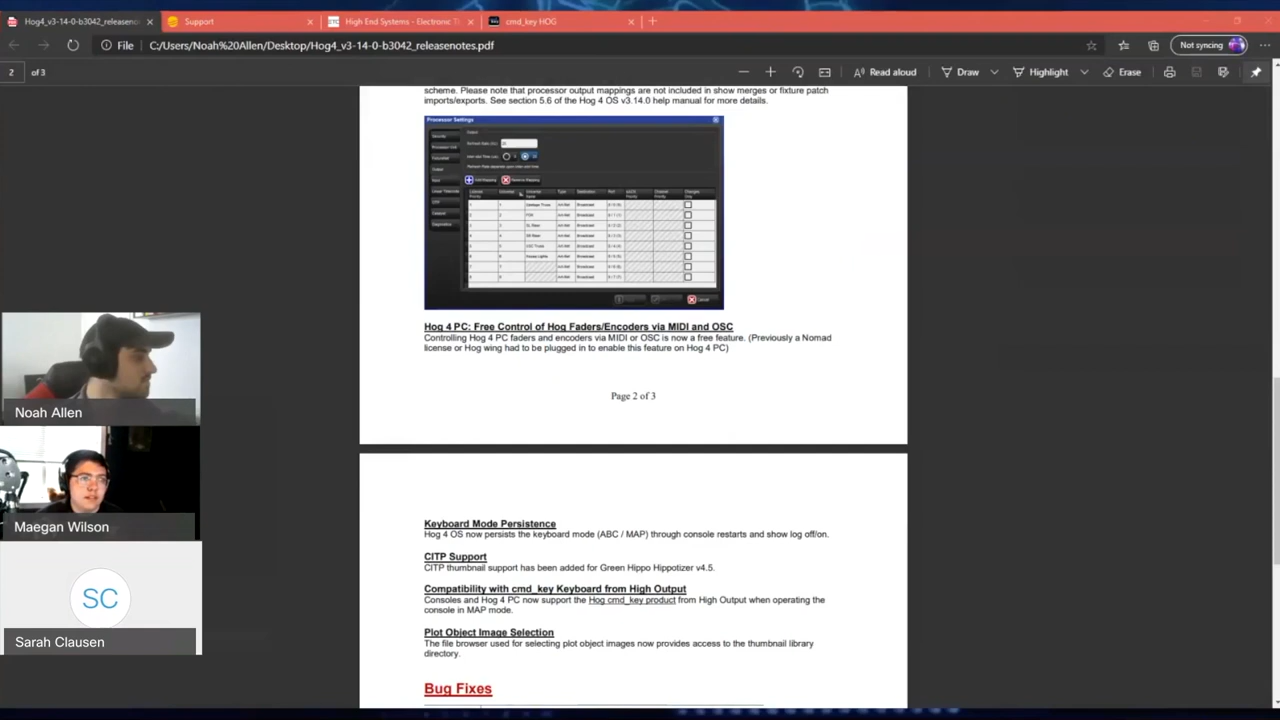 Hog4_v3-14-0-b3042_releasenotes
Support
High End Systems - Electronic Th
cmd_key HOG
File
C:/Users/Noah%20Allen/Desktop/Hog4_v3-14-0-b3042_releasenotes.pdf
Not syncing
2
of 3
Read aloud
Draw
Highlight
Erase
scheme. Please note that processor output mappings are not included in show merges or fixture patch
imports/exports. See section 5.6 of the Hog 4 OS v3.14.0 help manual for more details.
Processor Settings
Cancel
Hog 4 PC: Free Control of Hog Faders/Encoders via MIDI and OSC
Controlling Hog 4 PC faders and encoders via MIDI or OSC is now a free feature. (Previously a Nomad
license or Hog wing had to be plugged in to enable this feature on Hog 4 PC)
Page 2 of 3
Keyboard Mode Persistence
Hog 4 OS now persists the keyboard mode (ABC / MAP) through console restarts and show log off/on.
CITP Support
CITP thumbnail support has been added for Green Hippo Hippotizer v4.5.
Compatibility with cmd_key Keyboard from High Output
Consoles and Hog 4 PC now support the Hog cmd_key product from High Output when operating the
console in MAP mode.
Plot Object Image Selection
The file browser used for selecting plot object images now provides access to the thumbnail library
directory.
Bug Fixes
Noah Allen
Maegan Wilson
SC
Sarah Clausen